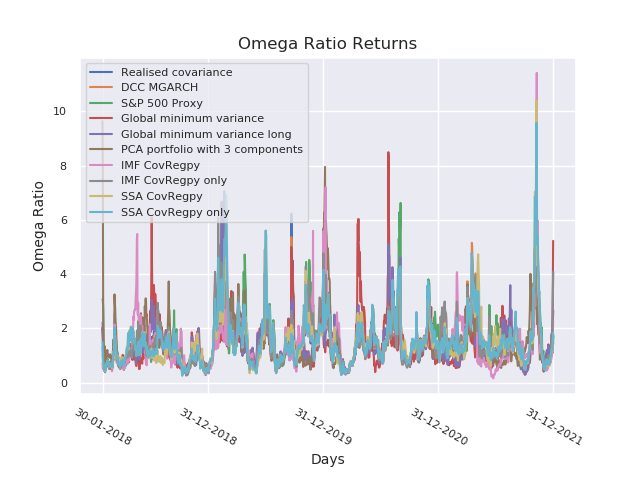 Omega Ratio Returns
Realised covariance
DCC MGARCH
S&P 500 Proxy
Global minimum variance
Global minimum variance long
PCA portfolio with 3 components
IMF CovRegpy
IMF CovRegpy only
SSA CovRegpy
SSA CovRegpy only
Omega Ratio
10
8
6
4
2
0
30-01-2018
31-12-2018
31-12-2019
31-12-2020
31-12-2021
Days